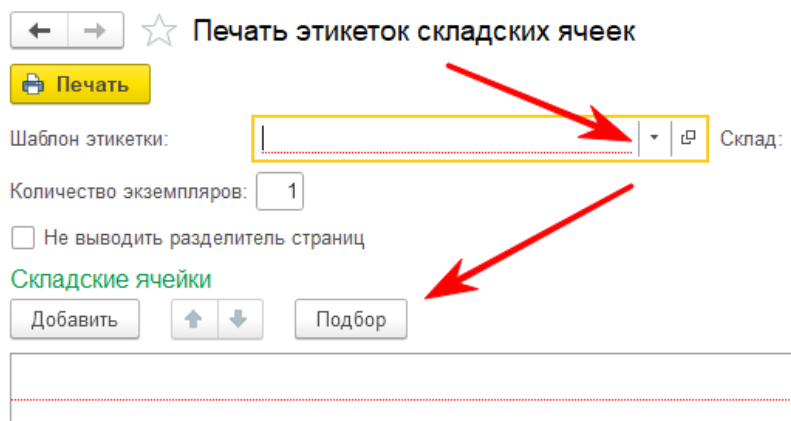 Печать этикеток складских ячеек
Печать
Шаблон этикетки: Склад:
Количество экземпляров: 1
Не выводить разделитель страниц
Складские ячейки
Добавить Подбор